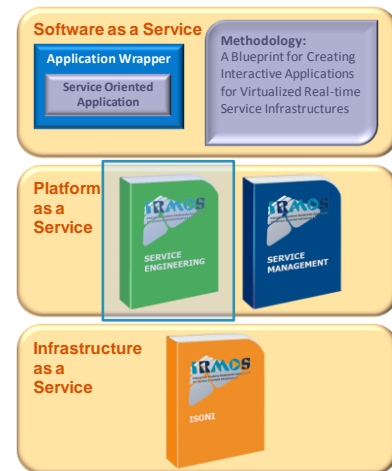 Software as a Service
Application Wrapper
Service Oriented
Application
Methodology:
A Blueprint for Creating
Interactive Applications
for Virtualized Real-time
Service Infrastructures
Platform
as a
Service
IRMOS
SERVICE
ENGINEERING
IRMOS
SERVICE
MANAGEMENT
Infrastructure
as a
Service
IRMOS
ISONI